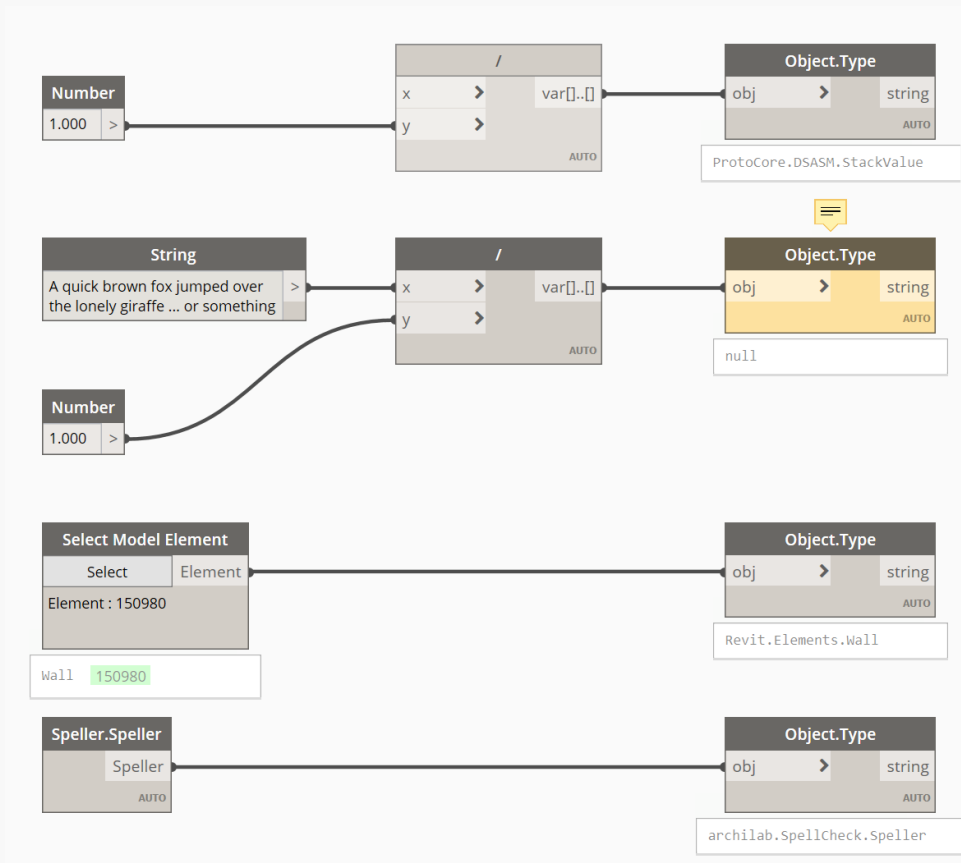 Number
1.000 >
/
x > var[]..[]
y >
AUTO
Object.Type
obj > string
AUTO
ProtoCore.DSASM.StackValue
String
A quick brown fox jumped over
the lonely giraffe ... or something
>
/
x > var[]..[]
y >
AUTO
Object.Type
obj > string
AUTO
null
Number
1.000 >
Select Model Element
Select Element
Element : 150980
Wall 150980
Object.Type
obj > string
AUTO
Revit.Elements.Wall
Speller.Speller
Speller
AUTO
Object.Type
obj > string
AUTO
archilab.SpellCheck.Speller